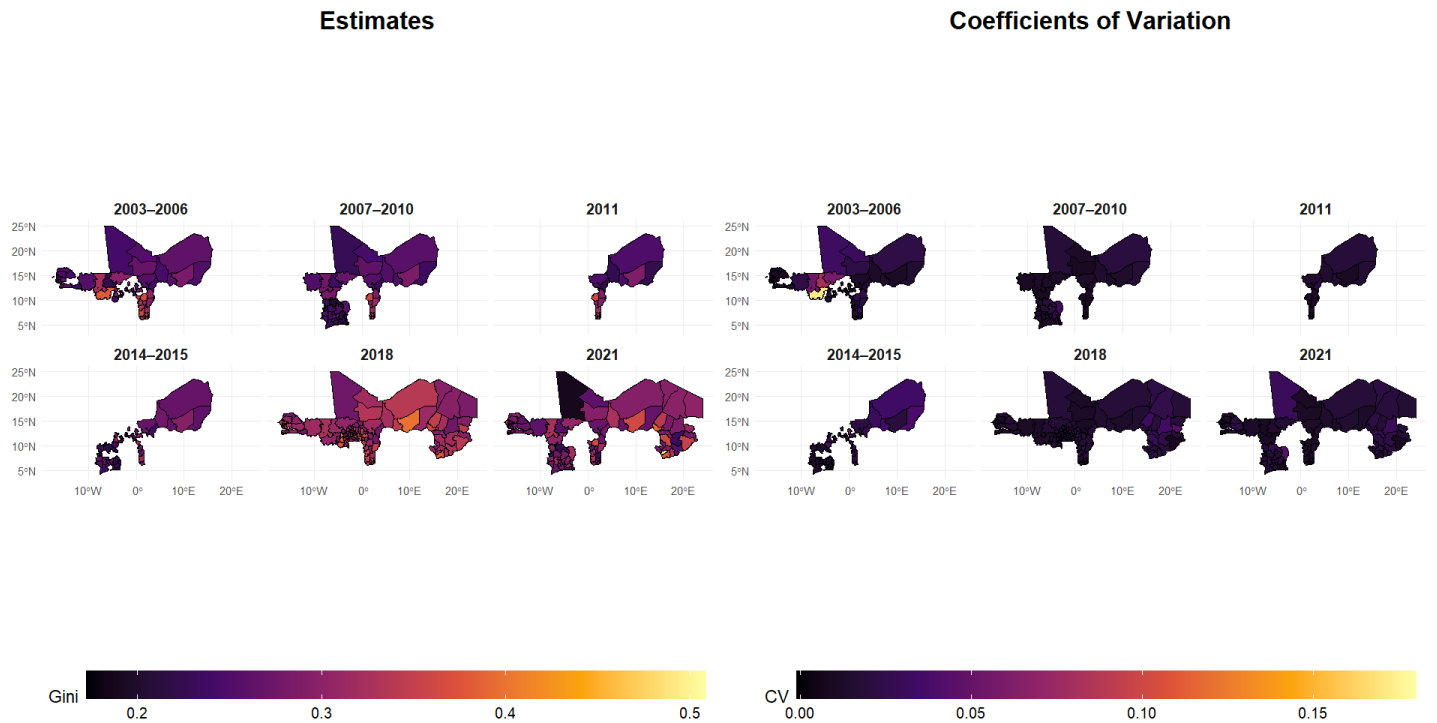 Estimates
Coefficients of Variation
2003–2006
2007–2010
2011
2003–2006
2007–2010
2011
25°N
20°N
15°N
10°N
5°N
25°N
20°N
15°N
10°N
5°N
2014–2015
2018
2021
2014–2015
2018
2021
25°N
20°N
15°N
10°N
5°N
25°N
20°N
15°N
10°N
5°N
10°W 0° 10°E 20°E
10°W 0° 10°E 20°E
10°W 0° 10°E 20°E
10°W 0° 10°E 20°E
10°W 0° 10°E 20°E
10°W 0° 10°E 20°E
Gini
0.2 0.3 0.4 0.5
CV
0.00 0.05 0.10 0.15